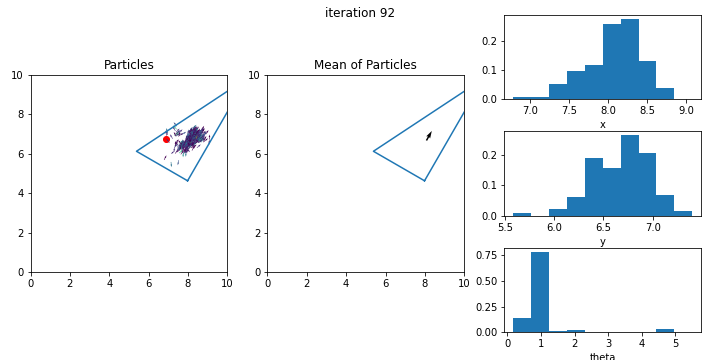 iteration 92
Particles
10
8
6
4
2
0
0 2 4 6 8 10
Mean of Particles
10
8
6
4
2
0
0 2 4 6 8 10
0.2
0.1
0.0
7.0 7.5 8.0 8.5 9.0
x
0.2
0.1
0.0
5.5 6.0 6.5 7.0
y
0.75
0.50
0.25
0.00
0 1 2 3 4 5
theta